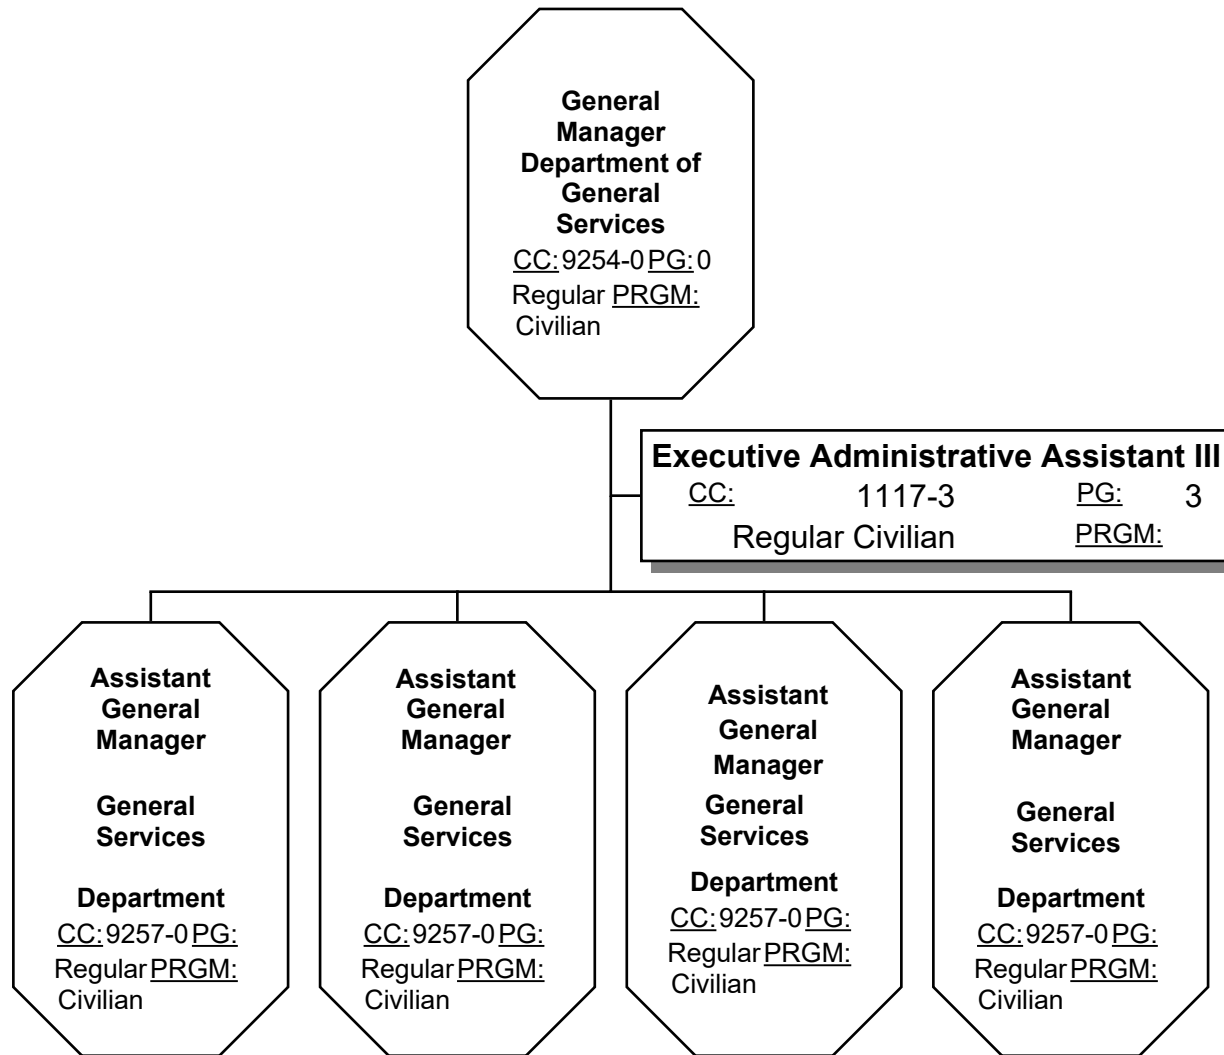 General
Manager
Department of
General
Services
CC: 9254-0 PG: 0
Regular PRGM:
Civilian
Executive Administrative Assistant III
CC: 1117-3 PG: 3
Regular Civilian PRGM:
Assistant
General
Manager
General
Services
Department
CC: 9257-0 PG:
Regular PRGM:
Civilian
Assistant
General
Manager
General
Services
Department
CC: 9257-0 PG:
Regular PRGM:
Civilian
Assistant
General
Manager
General
Services
Department
CC: 9257-0 PG:
Regular PRGM:
Civilian
Assistant
General
Manager
General
Services
Department
CC: 9257-0 PG:
Regular PRGM:
Civilian